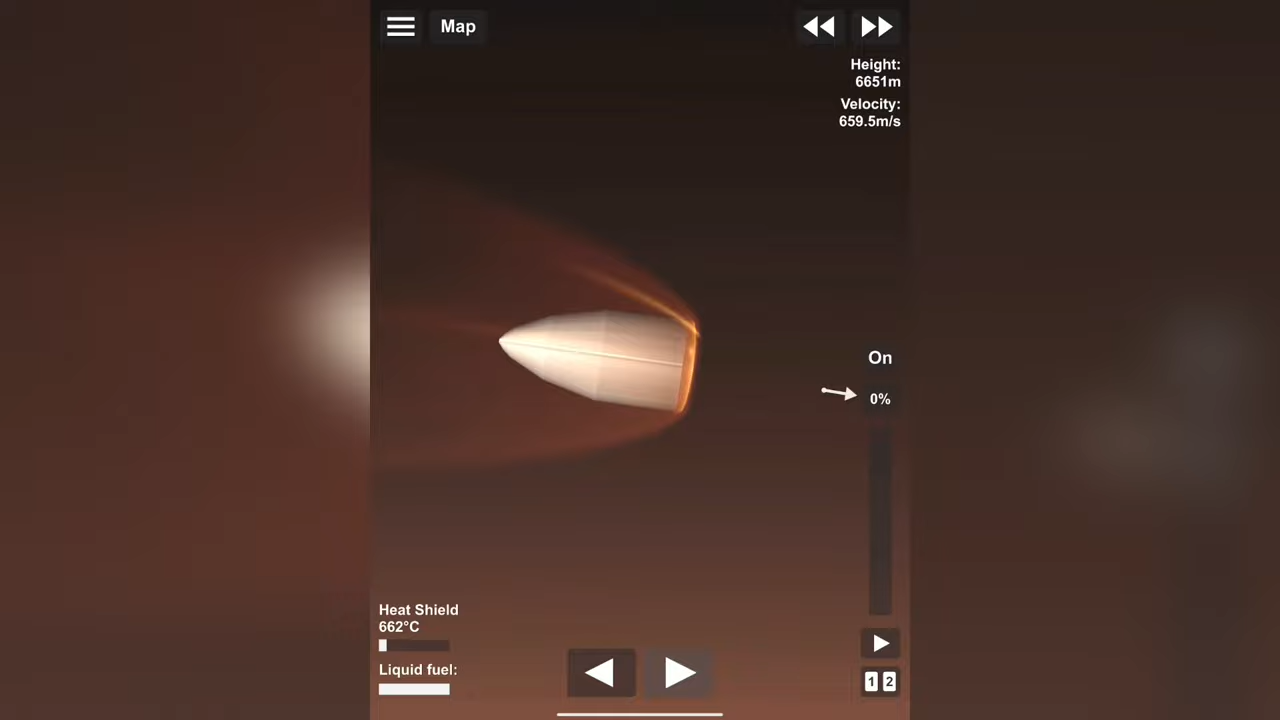 Map
Height:
6651m
Velocity:
659.5m/s
On
0%
Heat Shield
662°C
Liquid fuel:
1 2